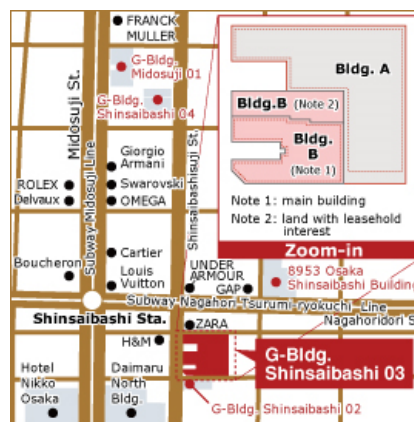 FRANCK
MULLER
G-Bldg.
Midosuji 01
G-Bldg.
Shinsaibashi 04
Midosuji St.
Subway Midosuji Line
Shinsaibashisuji St.
Giorgio
Armani
ROLEX
Swarovski
Delvaux
OMEGA
Cartier
Boucheron
Louis
Vuitton
UNDER
ARMOUR
GAP
8953 Osaka
Shinsaibashi Building
Subway Nagahori Tsurumi-ryokuchi Line
Shinsaibashi Sta.
Nagahoridori St.
ZARA
H&M
Hotel
Nikko
Osaka
Daimaru
North
Bldg.
G-Bldg.
Shinsaibashi 03
G-Bldg. Shinsaibashi 02
Bldg. A
Bldg.B (Note 2)
Bldg.
B
(Note 1)
Note 1: main building
Note 2: land with leasehold
interest
Zoom-in